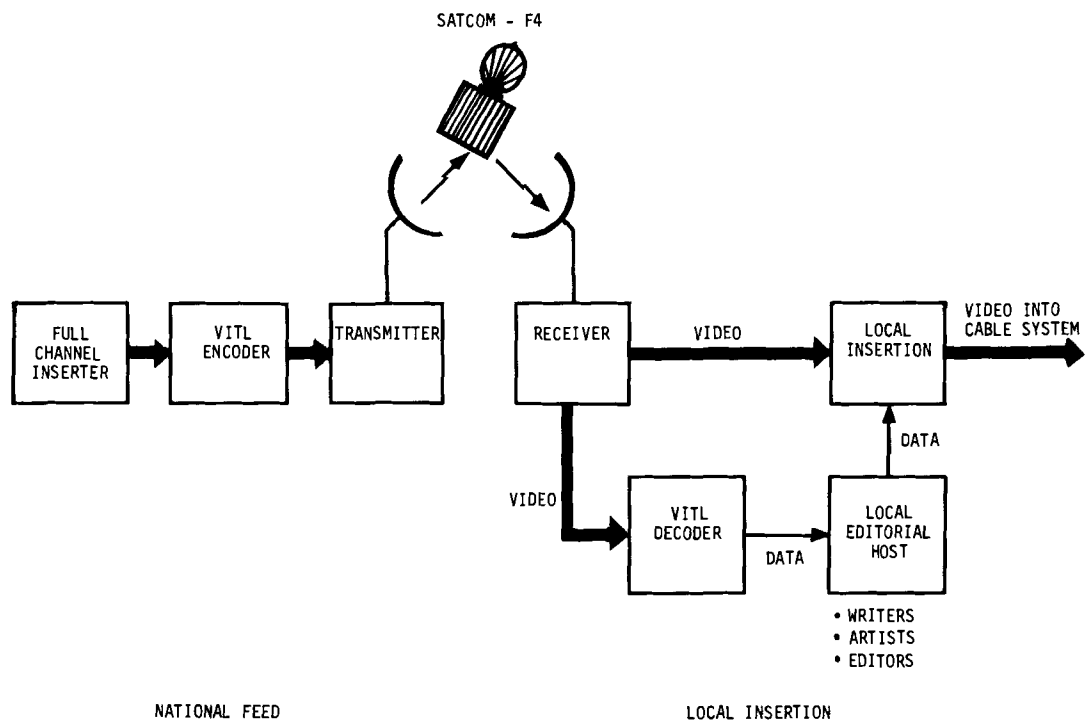 SATCOM - F4
FULL
CHANNEL
INSERTER
VITL
ENCODER
TRANSMITTER
RECEIVER
VIDEO
LOCAL
INSERTION
VIDEO INTO
CABLE SYSTEM
DATA
VIDEO
VITL
DECODER
DATA
LOCAL
EDITORIAL
HOST
• WRITERS
• ARTISTS
• EDITORS
NATIONAL FEED
LOCAL INSERTION